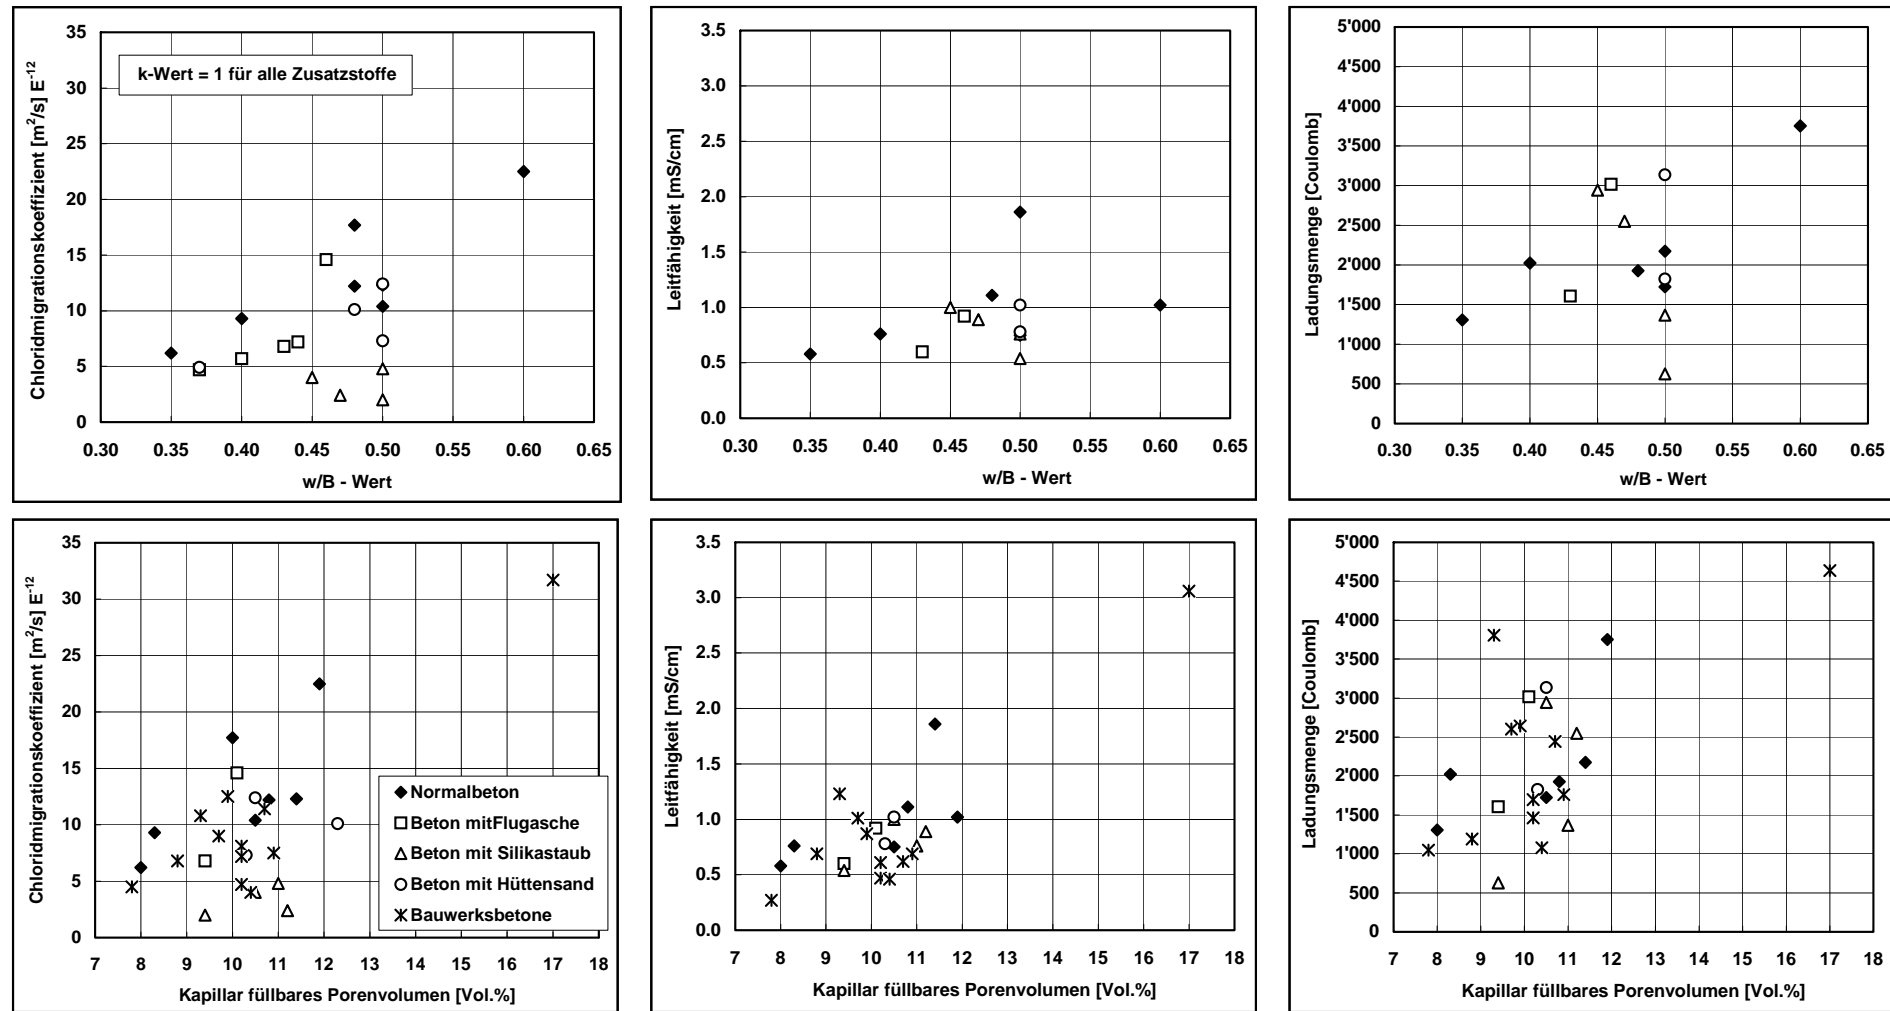 35
30
25
20
15
10
5
0
Chloridmigrationskoeffizient [m²/s] E⁻¹²
k-Wert = 1 für alle Zusatzstoffe
0.30 0.35 0.40 0.45 0.50 0.55 0.60 0.65
w/B - Wert
3.5
3.0
2.5
2.0
1.5
1.0
0.5
0.0
Leitfähigkeit [mS/cm]
0.30 0.35 0.40 0.45 0.50 0.55 0.60 0.65
w/B - Wert
5'000
4'500
4'000
3'500
3'000
2'500
2'000
1'500
1'000
500
0
Ladungsmenge [Coulomb]
0.30 0.35 0.40 0.45 0.50 0.55 0.60 0.65
w/B - Wert
35
30
25
20
15
10
5
0
Chloridmigrationskoeffizient [m²/s] E⁻¹²
Normalbeton
Beton mitFlugasche
Beton mit Silikastaub
Beton mit Hüttensand
Bauwerksbetone
7 8 9 10 11 12 13 14 15 16 17 18
Kapillar füllbares Porenvolumen [Vol.%]
3.5
3.0
2.5
2.0
1.5
1.0
0.5
0.0
Leitfähigkeit [mS/cm]
7 8 9 10 11 12 13 14 15 16 17 18
Kapillar füllbares Porenvolumen [Vol.%]
5'000
4'500
4'000
3'500
3'000
2'500
2'000
1'500
1'000
500
0
Ladungsmenge [Coulomb]
7 8 9 10 11 12 13 14 15 16 17 18
Kapillar füllbares Porenvolumen [Vol.%]